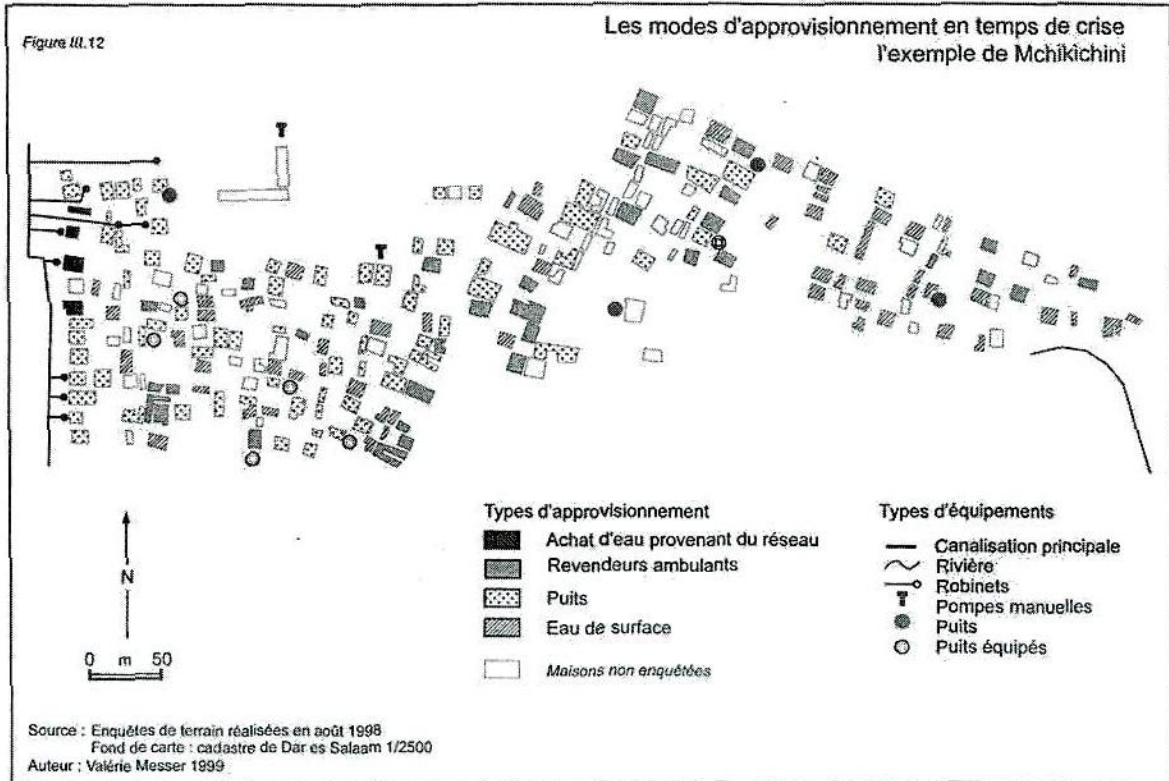 Figure III.12
Les modes d'approvisionnement en temps de crise
l'exemple de Mchikichini
Types d'approvisionnement
Achat d'eau provenant du réseau
Revendeurs ambulants
Puits
Eau de surface
Maisons non enquêtées
Types d'équipements
Canalisation principale
Rivière
Robinets
Pompes manuelles
Puits
Puits équipés
N
0 m 50
Source : Enquêtes de terrain réalisées en août 1998
Fond de carte : cadastre de Dar es Salaam 1/2500
Auteur : Valérie Messer 1999